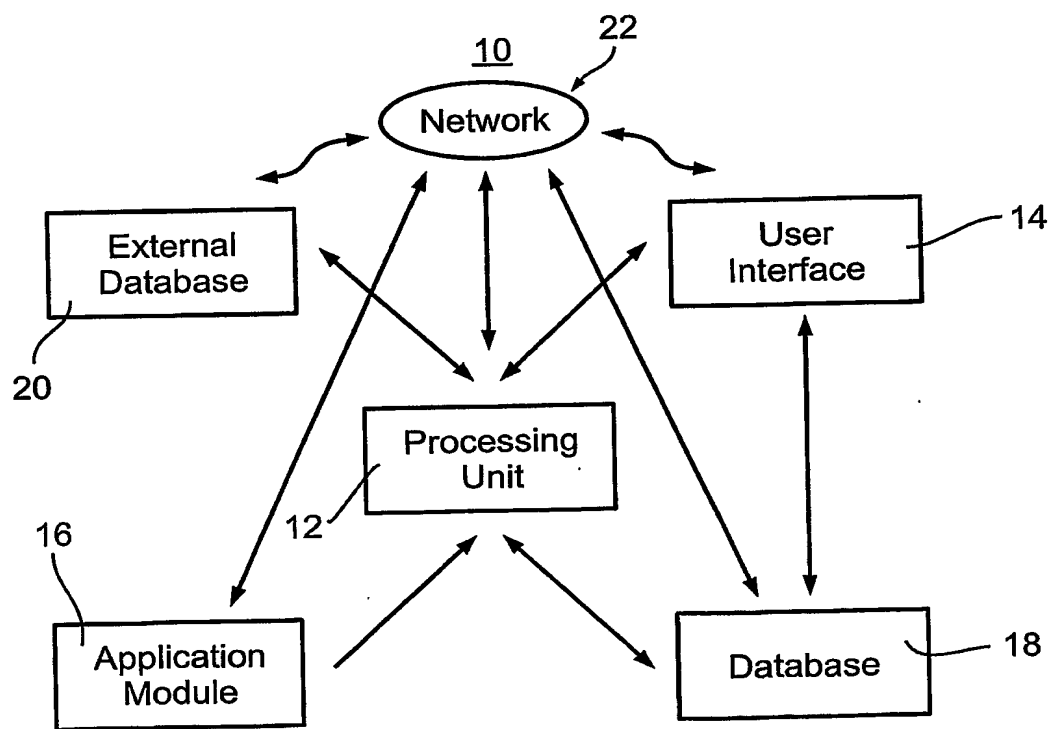 10
22
Network
External
Database
20
User
Interface
14
Processing
Unit
12
16
Application
Module
Database
18